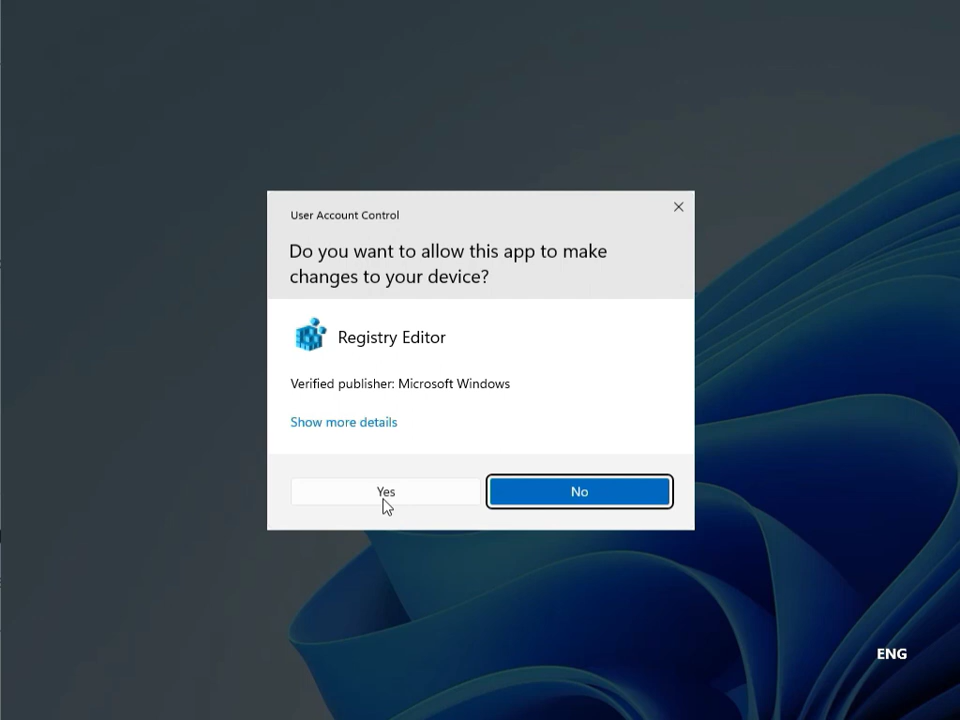 User Account Control
Do you want to allow this app to make
changes to your device?
Registry Editor
Verified publisher: Microsoft Windows
Show more details
Yes
No
ENG